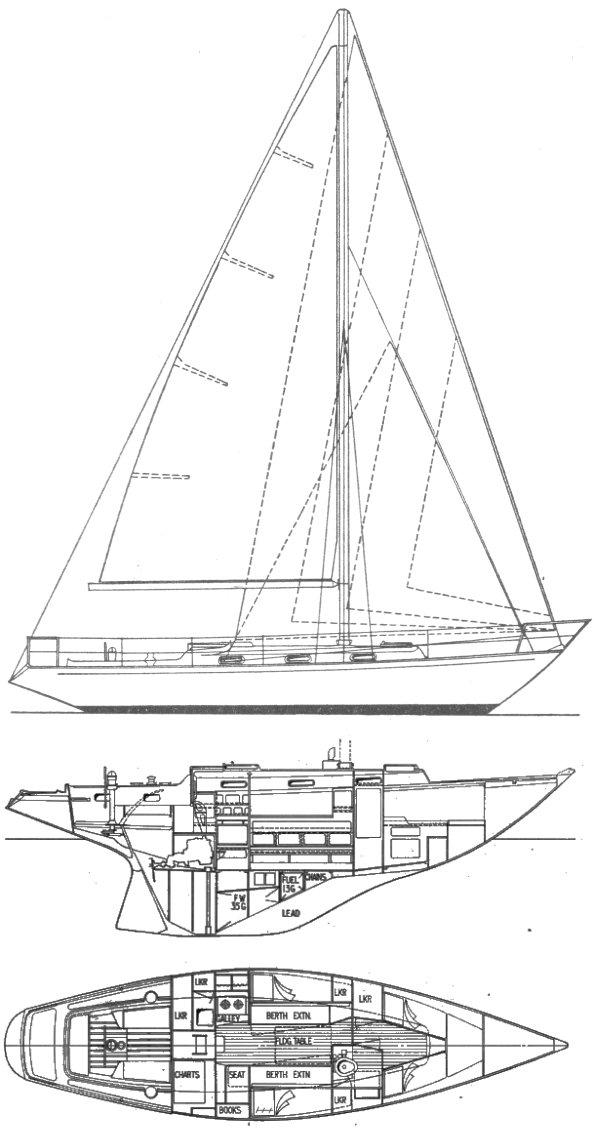 FUEL
13G
CHAINS
F W
35G
LEAD
LKR
LKR
LKR
LKR
GALLEY
BERTH EXTN.
FLDG TABLE
CHARTS
SEAT
BERTH EXTN.
BOOKS
LKR